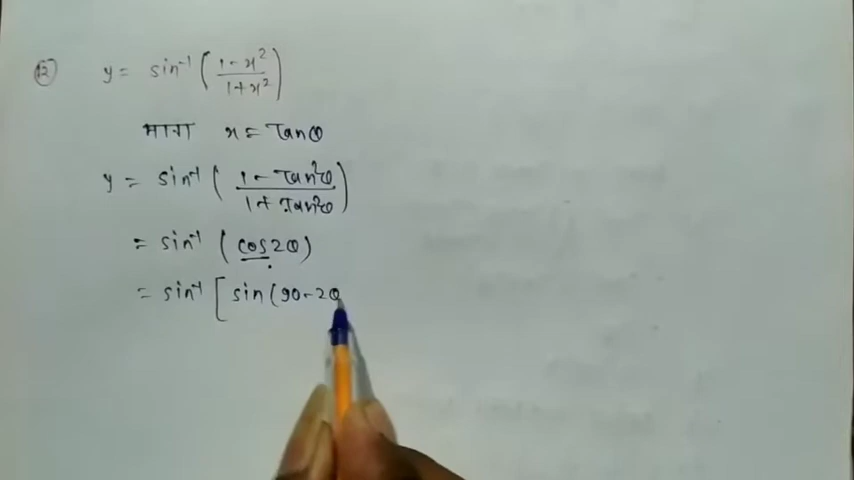 (12) y = sin⁻¹ ( 1 - x² / 1 + x² )
माना x = Tanθ
y = sin⁻¹ ( 1 - Tan²θ / 1 + Tan²θ )
= sin⁻¹ ( cos2θ )
= sin⁻¹ [ sin ( 90 - 2θ